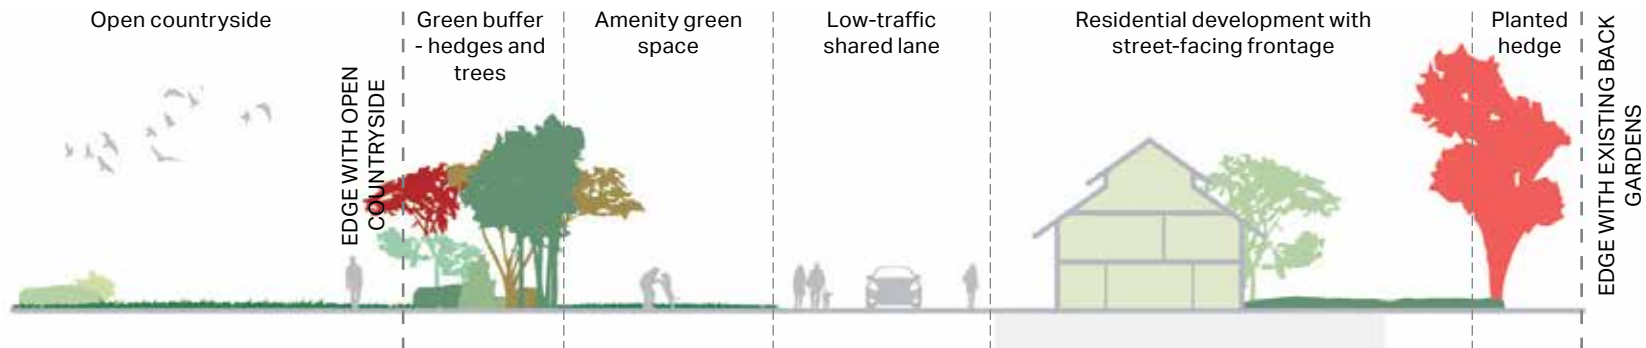 Open countryside
Green buffer
- hedges and
trees
Amenity green
space
Low-traffic
shared lane
Residential development with
street-facing frontage
Planted
hedge
EDGE WITH OPEN
COUNTRYSIDE
EDGE WITH EXISTING BACK
GARDENS